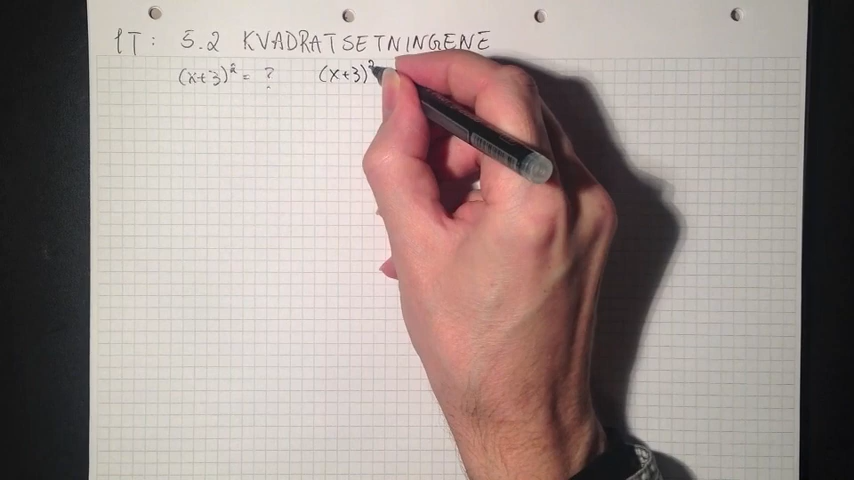 1T: 5.2 KVADRATSETNINGENE
(x+3)² = ? (x+3)²